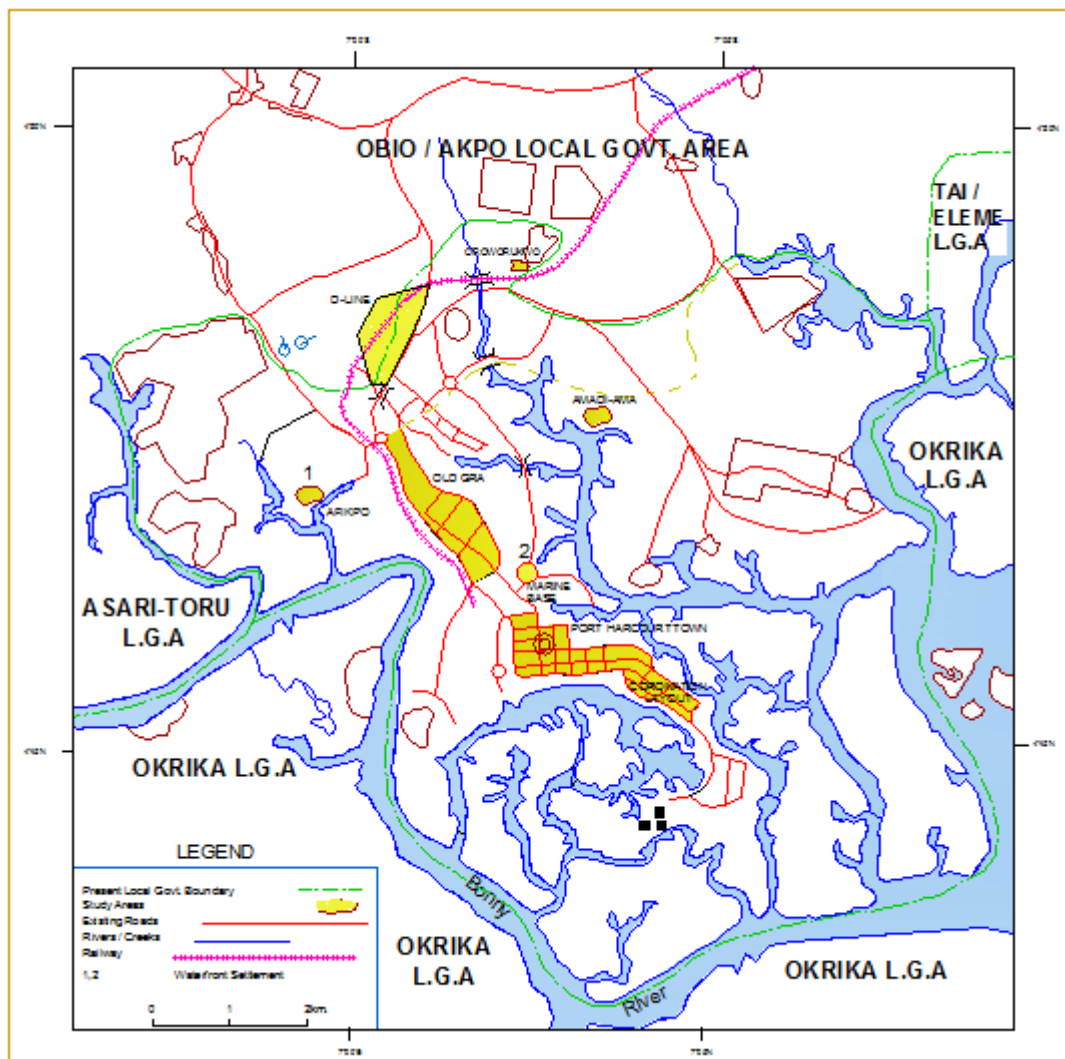 OBIO / AKPO LOCAL GOVT. AREA
TAI /
ELEME
L.G.A
OROWORUKWO
D-LINE
AMADI-AMA
OKRIKA
L.G.A
1
OLD GRA
ARIKPO
2
MARINE
BASE
ASARI-TORU
L.G.A
PORT HARCOURT TOWN
OKRIKA L.G.A
LEGEND
Present Local Govt. Boundary
Study Areas
Existing Roads
Rivers / Creeks
Railway
1,2 Waterfront Settlement
0 1 2km.
Bonny
River
OKRIKA
L.G.A
OKRIKA L.G.A